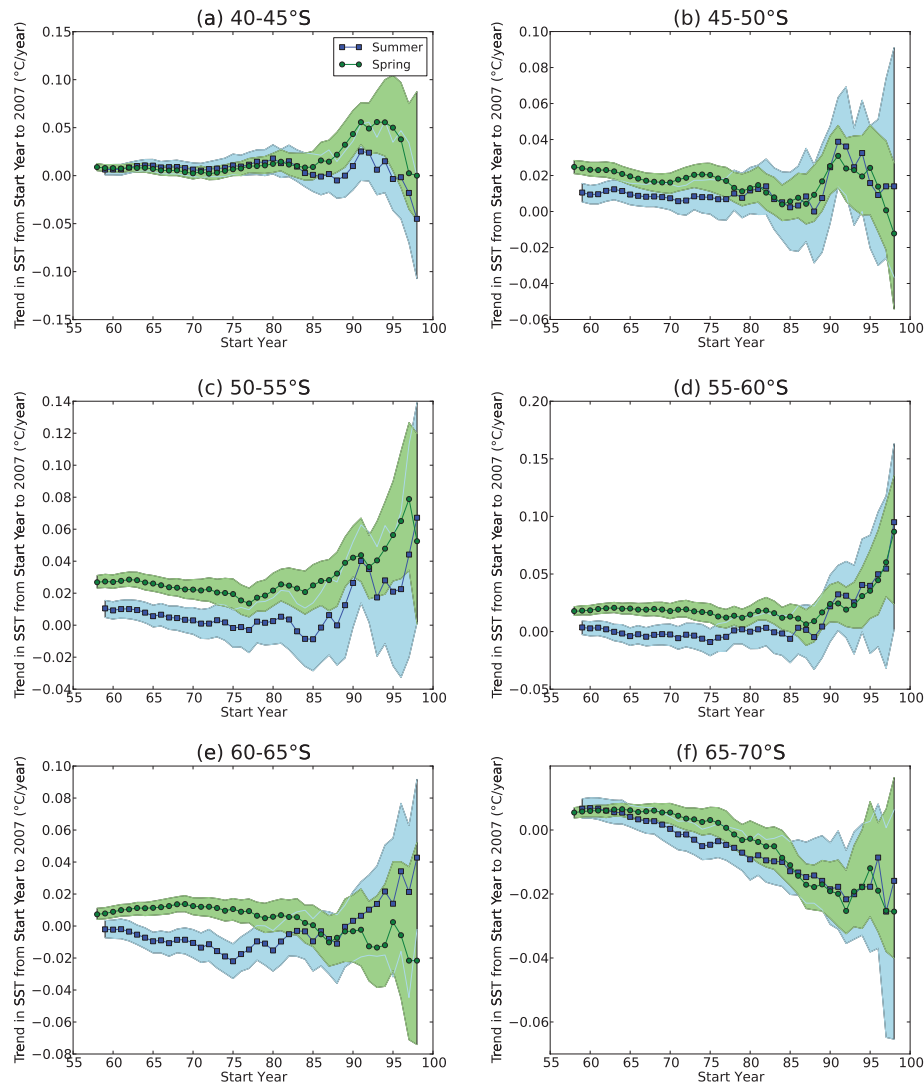 (a) 40-45°S
(b) 45-50°S
Trend in SST from Start Year to 2007 (°C/year)
0.15
0.10
0.05
0.00
−0.05
−0.10
−0.15
Summer
Spring
55 60 65 70 75 80 85 90 95 100
Start Year
Trend in SST from Start Year to 2007 (°C/year)
0.10
0.08
0.06
0.04
0.02
0.00
−0.02
−0.04
−0.06
55 60 65 70 75 80 85 90 95 100
Start Year
(c) 50-55°S
(d) 55-60°S
Trend in SST from Start Year to 2007 (°C/year)
0.14
0.12
0.10
0.08
0.06
0.04
0.02
0.00
−0.02
−0.04
55 60 65 70 75 80 85 90 95 100
Start Year
Trend in SST from Start Year to 2007 (°C/year)
0.20
0.15
0.10
0.05
0.00
−0.05
55 60 65 70 75 80 85 90 95 100
Start Year
(e) 60-65°S
(f) 65-70°S
Trend in SST from Start Year to 2007 (°C/year)
0.10
0.08
0.06
0.04
0.02
0.00
−0.02
−0.04
−0.06
−0.08
55 60 65 70 75 80 85 90 95 100
Start Year
Trend in SST from Start Year to 2007 (°C/year)
0.00
−0.02
−0.04
−0.06
55 60 65 70 75 80 85 90 95 100
Start Year